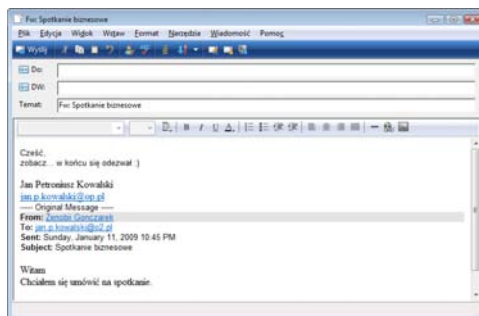 Fw: Spotkanie biznesowe
Plik Edycja Widok Wstaw Format Narzędzia Wiadomość Pomoc
Wyślij
Do:
DW:
Temat: Fw: Spotkanie biznesowe
Cześć,
zobacz... w końcu się odezwał :)
Jan Petroniusz Kowalski
jan.p.kowalski@op.pl
---- Original Message ----
From: Zenobii Gonczarek
To: jan.p.kowalski@o2.pl
Sent: Sunday, January 11, 2009 10:45 PM
Subject: Spotkanie biznesowe
Witam
Chciałem się umówić na spotkanie.